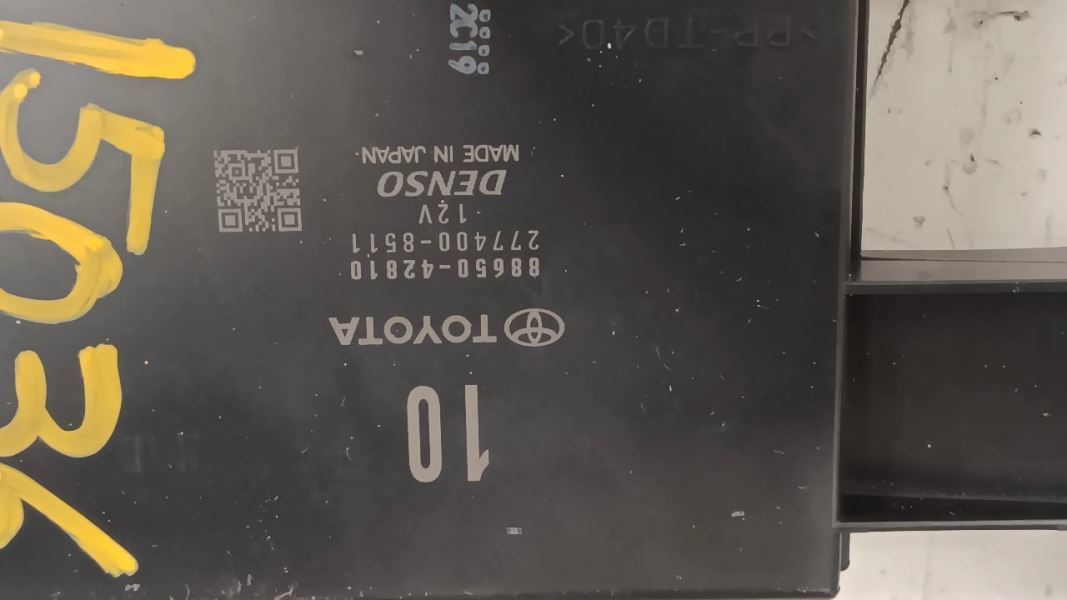 10
TOYOTA
88650-42810
277400-8511
12V
DENSO
MADE IN JAPAN
2C19
>PP-TD40<
15036